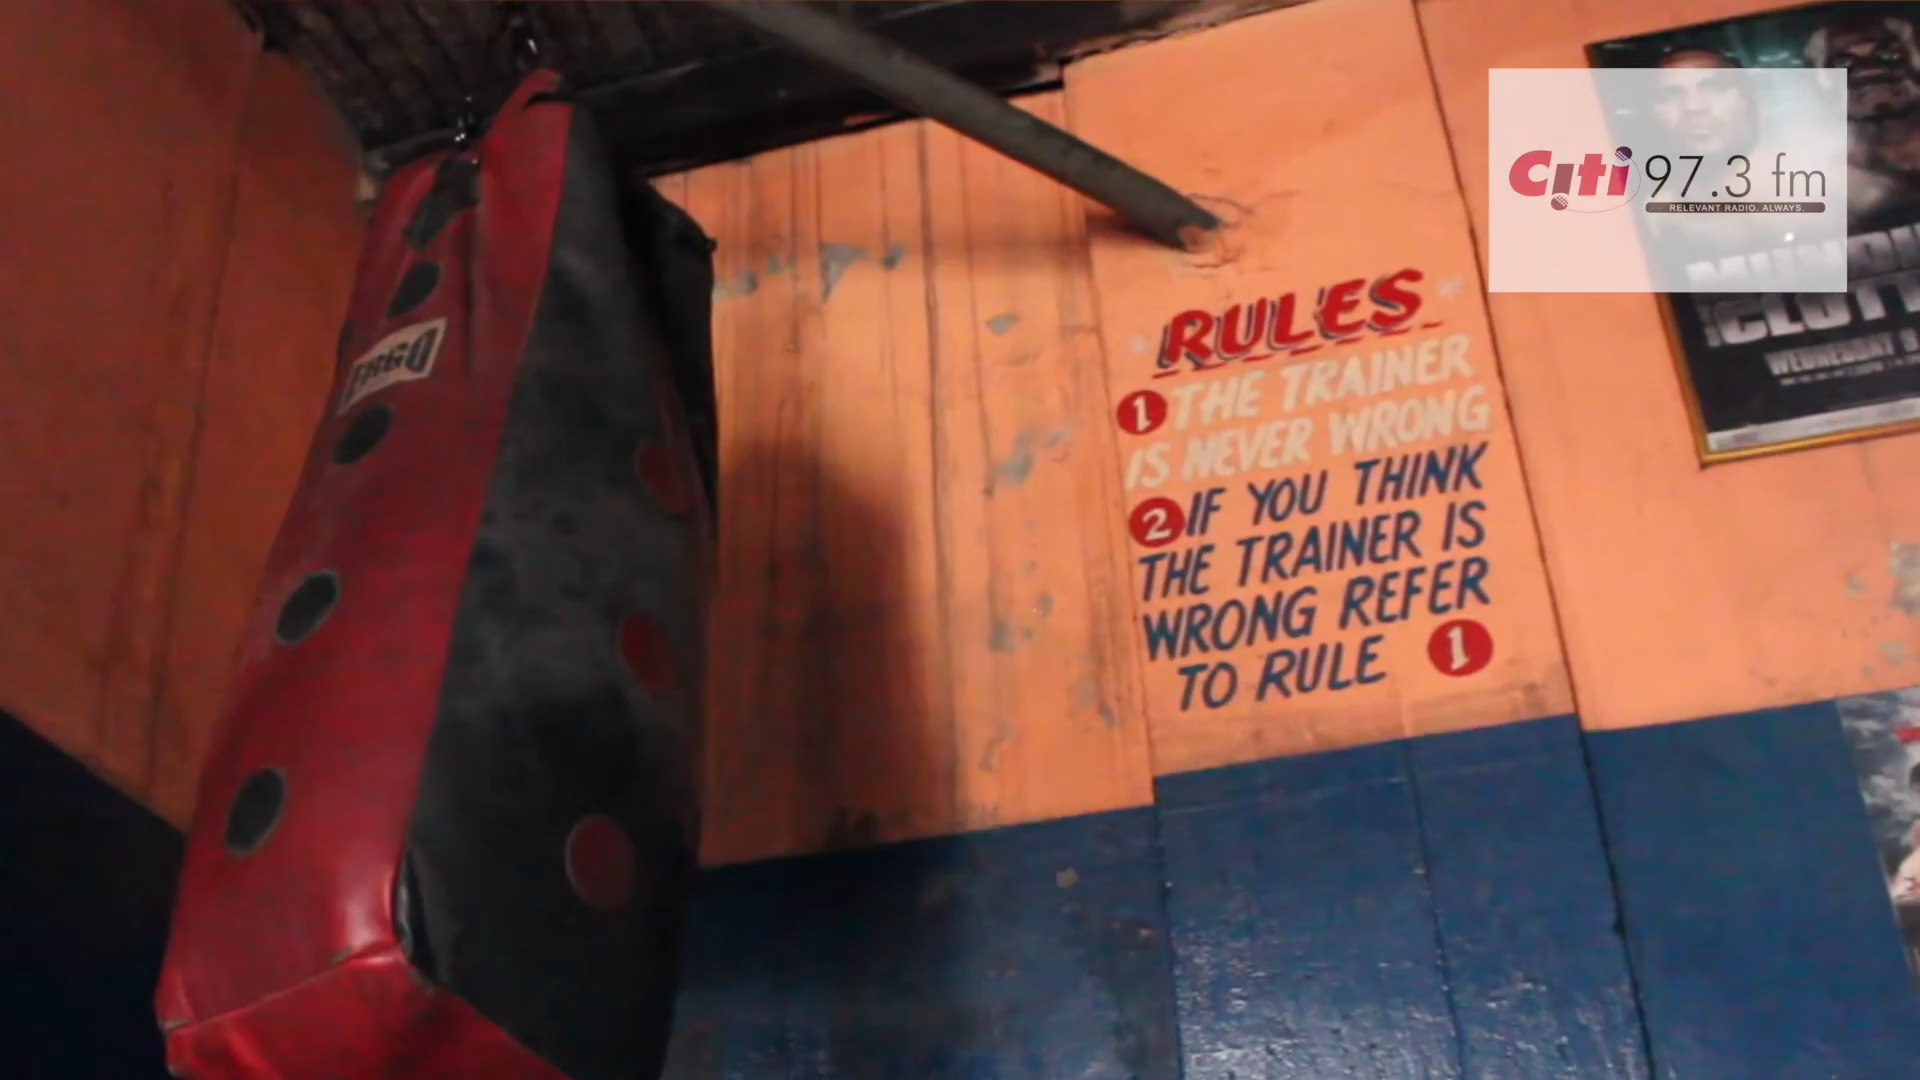 Citi 97.3 fm
RELEVANT RADIO. ALWAYS.
RULES
1 THE TRAINER
IS NEVER WRONG
2 IF YOU THINK
THE TRAINER IS
WRONG REFER
TO RULE 1
WEDNESDAY 9